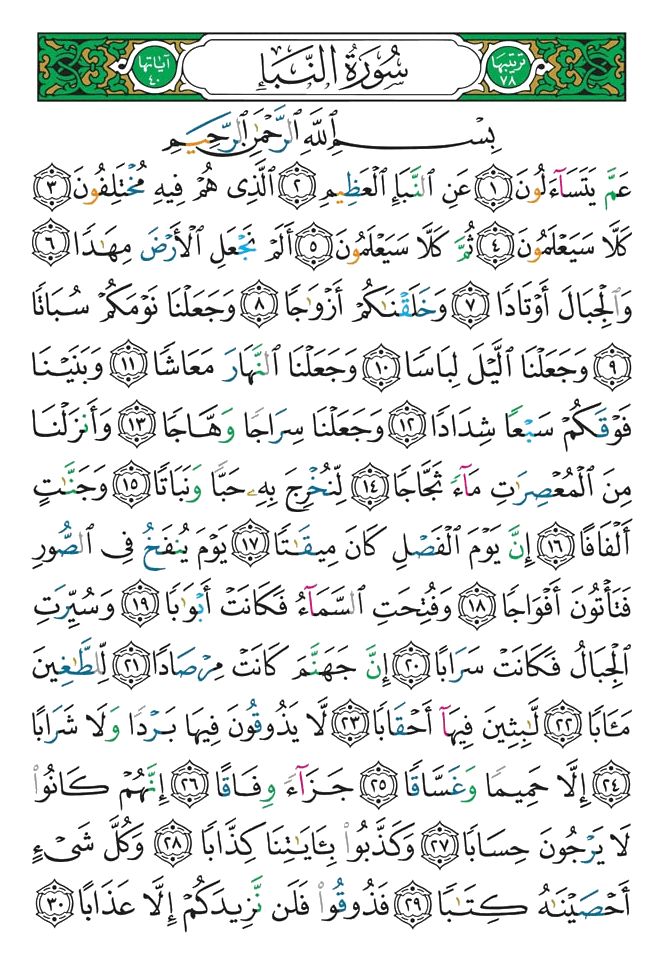 ترتيبها ٧٨ سُورَةُ النَّبَإِ آياتها ٤٠
بِسْمِ ٱللَّهِ ٱلرَّحْمَٰنِ ٱلرَّحِيمِ
عَمَّ يَتَسَآءَلُونَ ١ عَنِ ٱلنَّبَإِ ٱلْعَظِيمِ ٢ ٱلَّذِى هُمْ فِيهِ مُخْتَلِفُونَ ٣
كَلَّا سَيَعْلَمُونَ ٤ ثُمَّ كَلَّا سَيَعْلَمُونَ ٥ أَلَمْ نَجْعَلِ ٱلْأَرْضَ مِهَٰدًا ٦
وَٱلْجِبَالَ أَوْتَادًا ٧ وَخَلَقْنَٰكُمْ أَزْوَٰجًا ٨ وَجَعَلْنَا نَوْمَكُمْ سُبَاتًا
٩ وَجَعَلْنَا ٱلَّيْلَ لِبَاسًا ١٠ وَجَعَلْنَا ٱلنَّهَارَ مَعَاشًا ١١ وَبَنَيْنَا
فَوْقَكُمْ سَبْعًا شِدَادًا ١٢ وَجَعَلْنَا سِرَاجًا وَهَّاجًا ١٣ وَأَنزَلْنَا
مِنَ ٱلْمُعْصِرَٰتِ مَآءً ثَجَّاجًا ١٤ لِّنُخْرِجَ بِهِۦ حَبًّا وَنَبَاتًا ١٥ وَجَنَّٰتٍ
أَلْفَافًا ١٦ إِنَّ يَوْمَ ٱلْفَصْلِ كَانَ مِيقَٰتًا ١٧ يَوْمَ يُنفَخُ فِى ٱلصُّورِ
فَتَأْتُونَ أَفْوَاجًا ١٨ وَفُتِحَتِ ٱلسَّمَآءُ فَكَانَتْ أَبْوَٰبًا ١٩ وَسُيِّرَتِ
ٱلْجِبَالُ فَكَانَتْ سَرَابًا ٢٠ إِنَّ جَهَنَّمَ كَانَتْ مِرْصَادًا ٢١ لِّلطَّٰغِينَ
مَـَٔابًا ٢٢ لَّٰبِثِينَ فِيهَآ أَحْقَابًا ٢٣ لَّا يَذُوقُونَ فِيهَا بَرْدًا وَلَا شَرَابًا
٢٤ إِلَّا حَمِيمًا وَغَسَّاقًا ٢٥ جَزَآءً وِفَاقًا ٢٦ إِنَّهُمْ كَانُوا۟
لَا يَرْجُونَ حِسَابًا ٢٧ وَكَذَّبُوا۟ بِـَٔايَٰتِنَا كِذَّابًا ٢٨ وَكُلَّ شَىْءٍ
أَحْصَيْنَٰهُ كِتَٰبًا ٢٩ فَذُوقُوا۟ فَلَن نَّزِيدَكُمْ إِلَّا عَذَابًا ٣٠